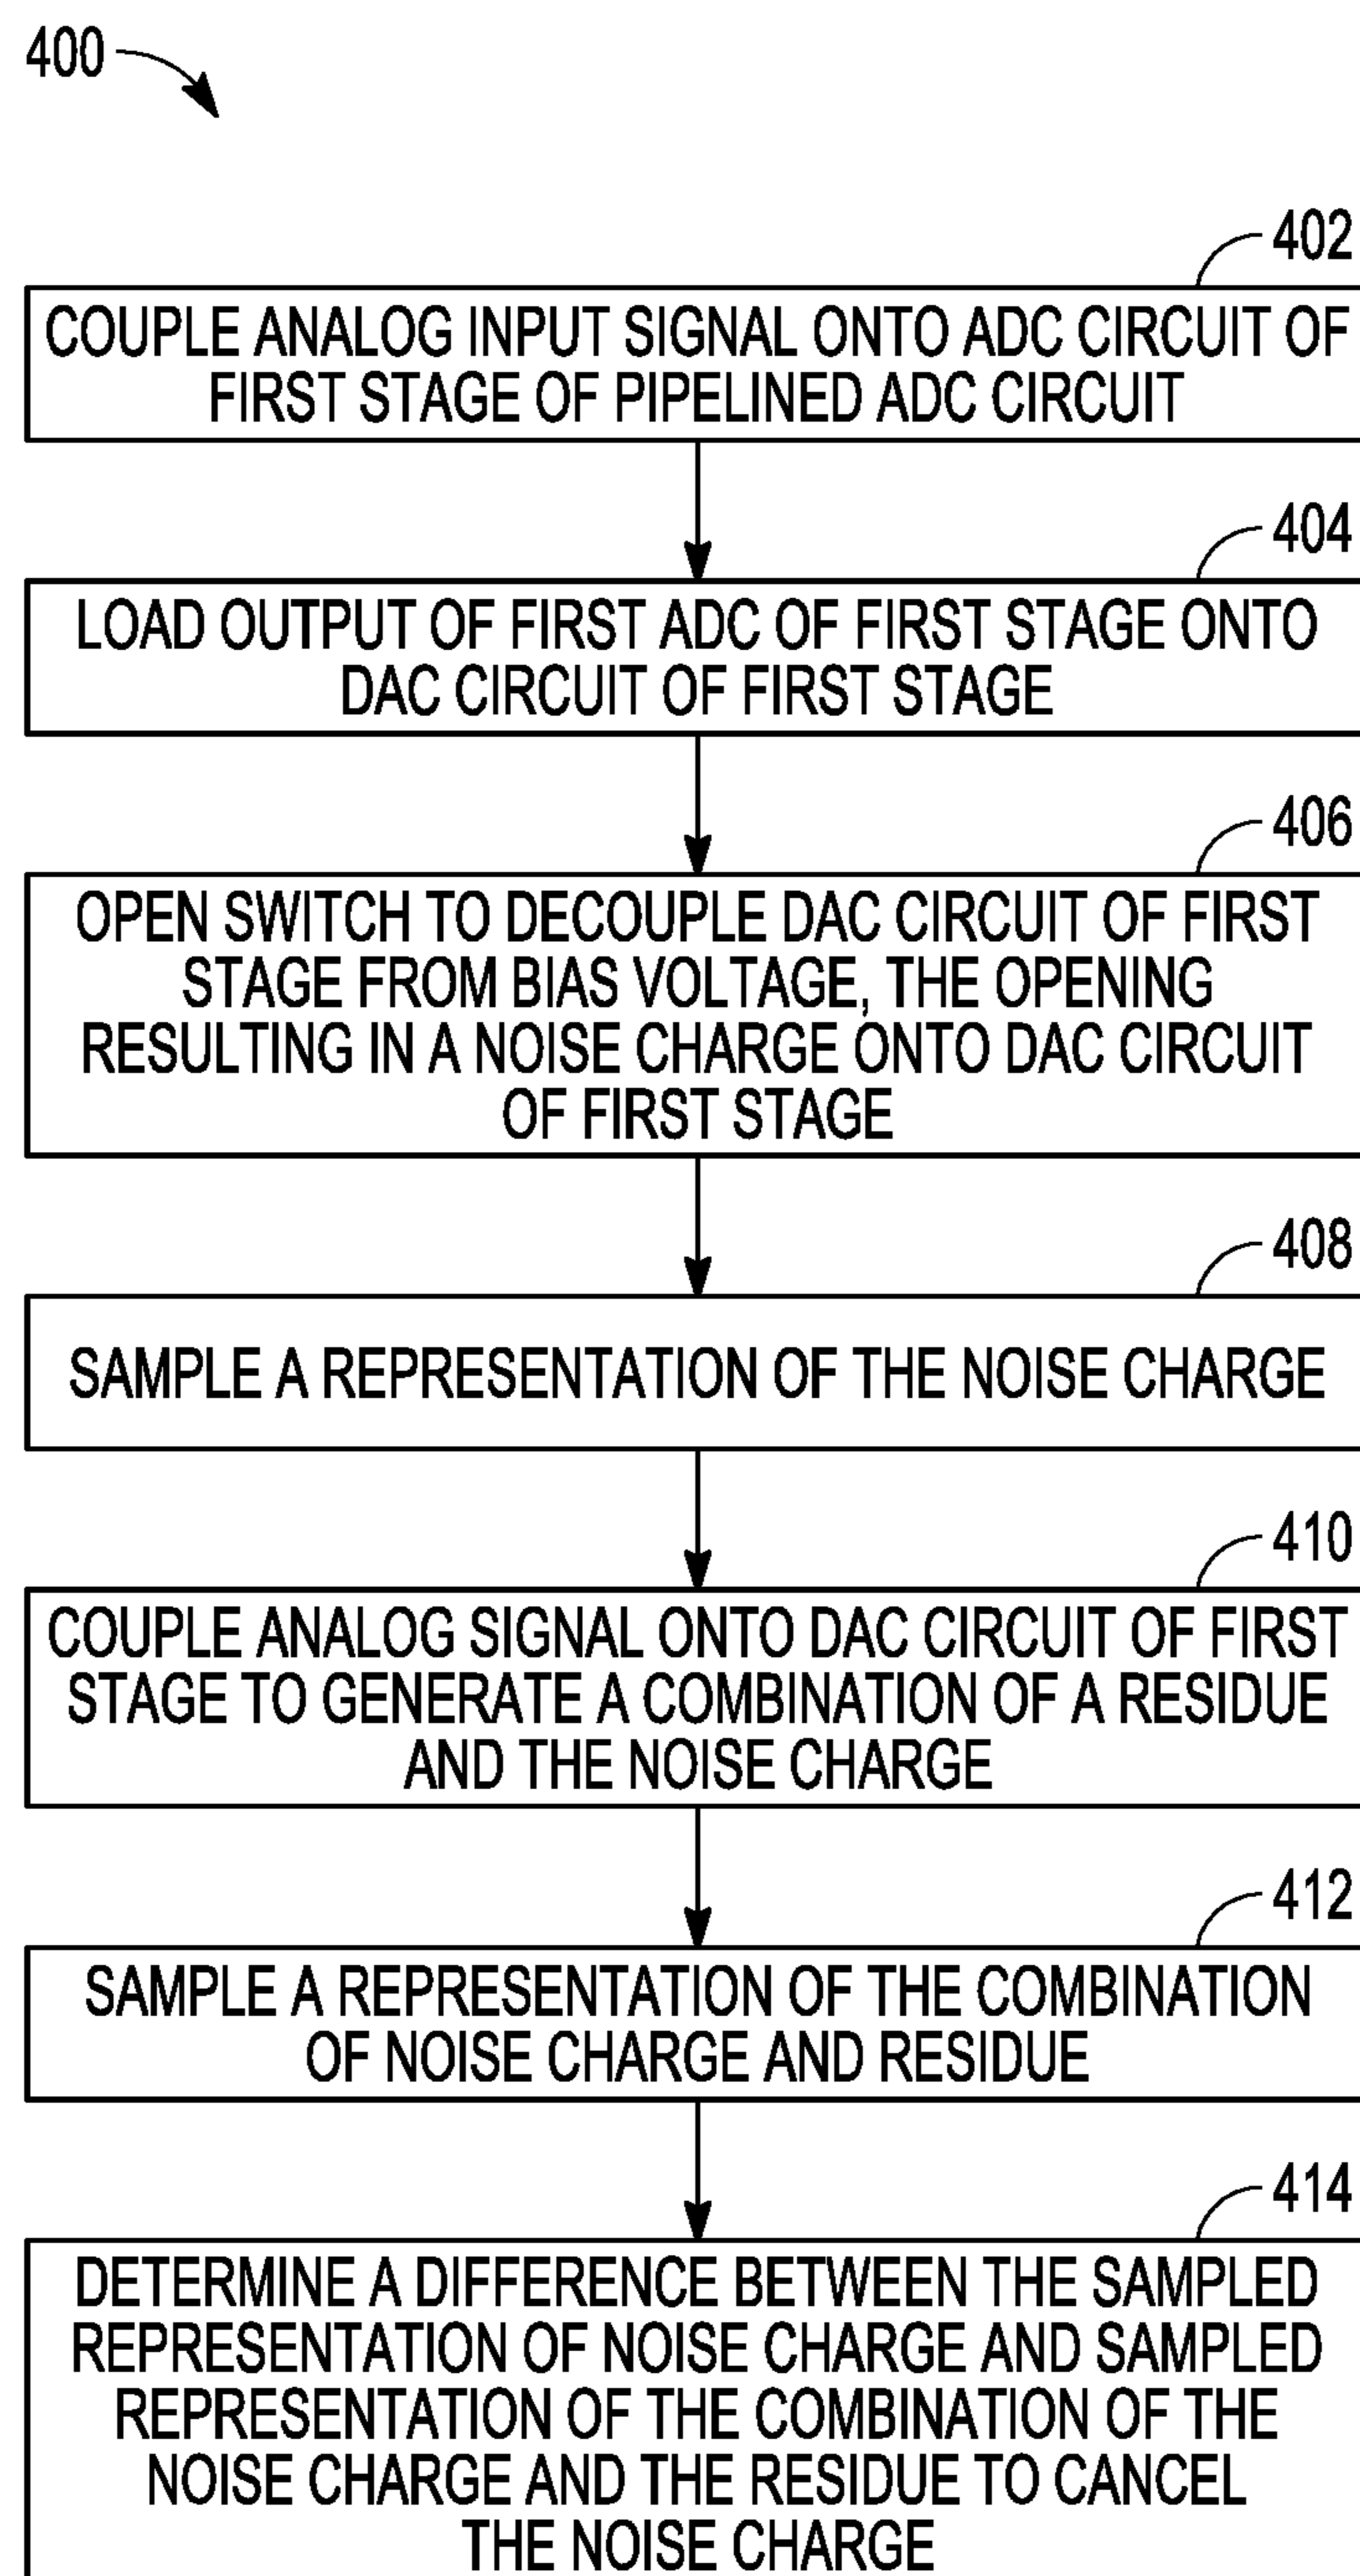 400
402
COUPLE ANALOG INPUT SIGNAL ONTO ADC CIRCUIT OF
FIRST STAGE OF PIPELINED ADC CIRCUIT
404
LOAD OUTPUT OF FIRST ADC OF FIRST STAGE ONTO
DAC CIRCUIT OF FIRST STAGE
406
OPEN SWITCH TO DECOUPLE DAC CIRCUIT OF FIRST
STAGE FROM BIAS VOLTAGE, THE OPENING
RESULTING IN A NOISE CHARGE ONTO DAC CIRCUIT
OF FIRST STAGE
408
SAMPLE A REPRESENTATION OF THE NOISE CHARGE
410
COUPLE ANALOG SIGNAL ONTO DAC CIRCUIT OF FIRST
STAGE TO GENERATE A COMBINATION OF A RESIDUE
AND THE NOISE CHARGE
412
SAMPLE A REPRESENTATION OF THE COMBINATION
OF NOISE CHARGE AND RESIDUE
414
DETERMINE A DIFFERENCE BETWEEN THE SAMPLED
REPRESENTATION OF NOISE CHARGE AND SAMPLED
REPRESENTATION OF THE COMBINATION OF THE
NOISE CHARGE AND THE RESIDUE TO CANCEL
THE NOISE CHARGE